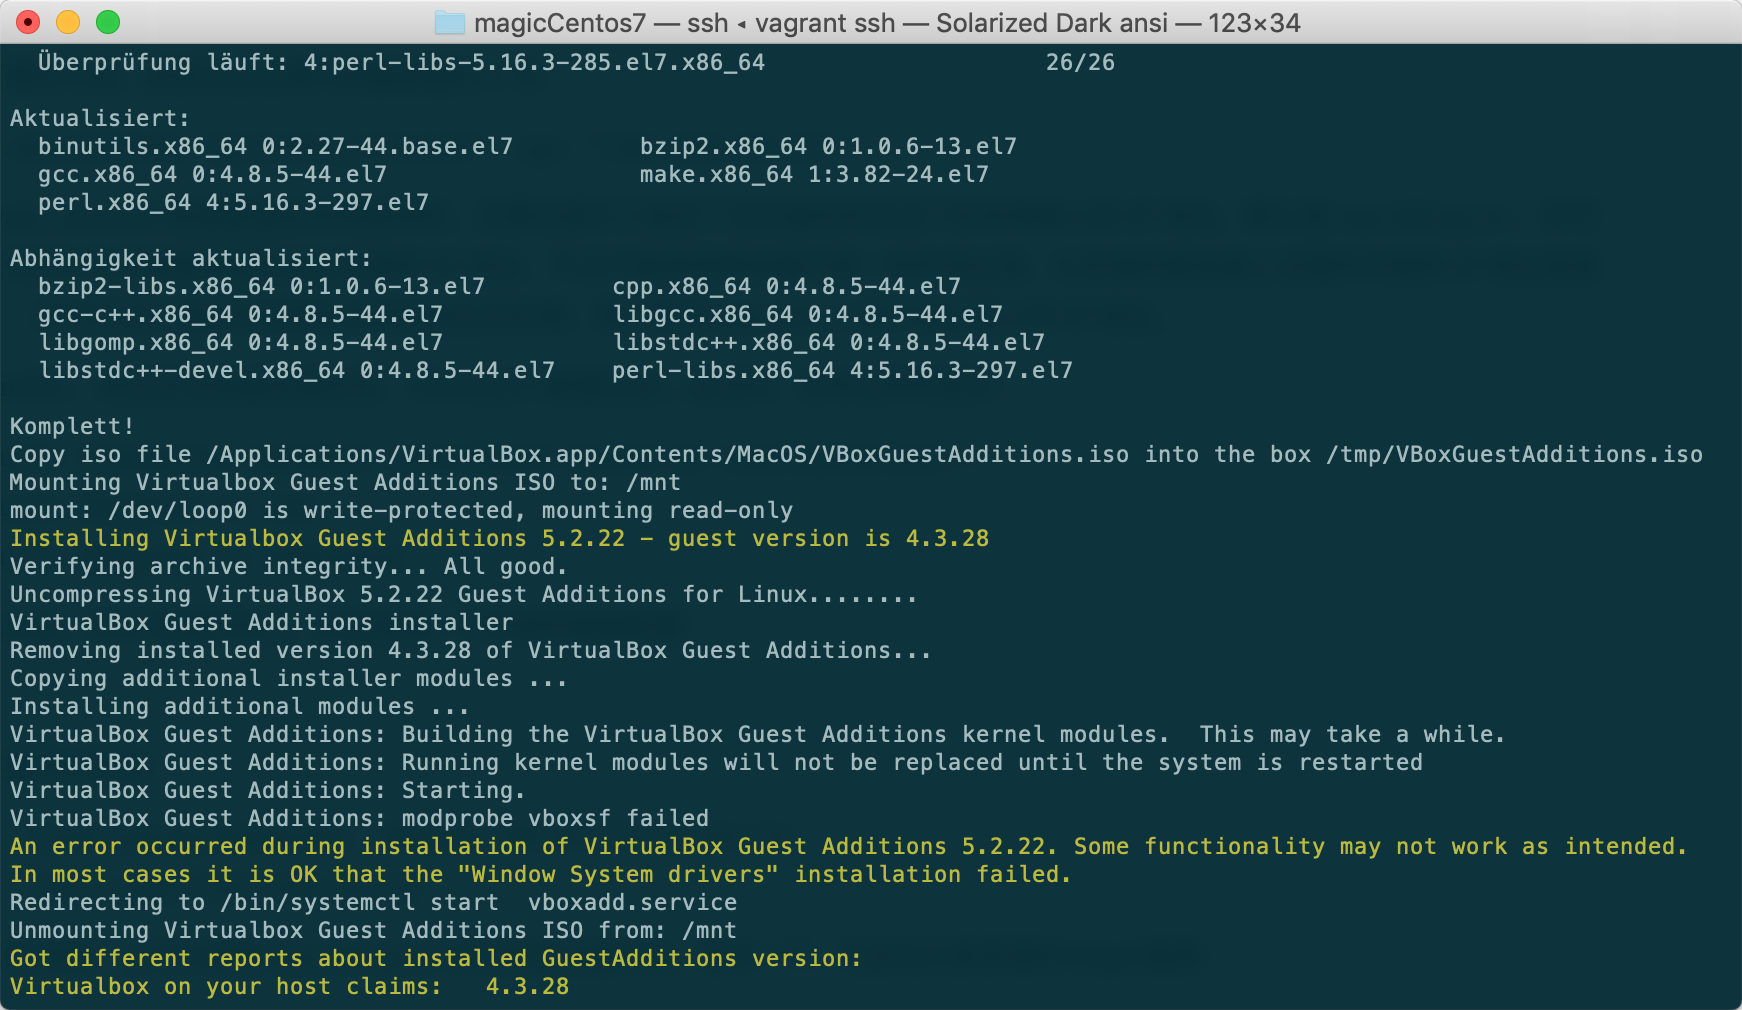 magicCentos7 — ssh ◂ vagrant ssh — Solarized Dark ansi — 123×34
Überprüfung läuft: 4:perl-libs-5.16.3-285.el7.x86_64 26/26
Aktualisiert:
binutils.x86_64 0:2.27-44.base.el7 bzip2.x86_64 0:1.0.6-13.el7
gcc.x86_64 0:4.8.5-44.el7 make.x86_64 1:3.82-24.el7
perl.x86_64 4:5.16.3-297.el7
Abhängigkeit aktualisiert:
bzip2-libs.x86_64 0:1.0.6-13.el7 cpp.x86_64 0:4.8.5-44.el7
gcc-c++.x86_64 0:4.8.5-44.el7 libgcc.x86_64 0:4.8.5-44.el7
libgomp.x86_64 0:4.8.5-44.el7 libstdc++.x86_64 0:4.8.5-44.el7
libstdc++-devel.x86_64 0:4.8.5-44.el7 perl-libs.x86_64 4:5.16.3-297.el7
Komplett!
Copy iso file /Applications/VirtualBox.app/Contents/MacOS/VBoxGuestAdditions.iso into the box /tmp/VBoxGuestAdditions.iso
Mounting Virtualbox Guest Additions ISO to: /mnt
mount: /dev/loop0 is write-protected, mounting read-only
Installing Virtualbox Guest Additions 5.2.22 - guest version is 4.3.28
Verifying archive integrity... All good.
Uncompressing VirtualBox 5.2.22 Guest Additions for Linux........
VirtualBox Guest Additions installer
Removing installed version 4.3.28 of VirtualBox Guest Additions...
Copying additional installer modules ...
Installing additional modules ...
VirtualBox Guest Additions: Building the VirtualBox Guest Additions kernel modules.  This may take a while.
VirtualBox Guest Additions: Running kernel modules will not be replaced until the system is restarted
VirtualBox Guest Additions: Starting.
VirtualBox Guest Additions: modprobe vboxsf failed
An error occurred during installation of VirtualBox Guest Additions 5.2.22. Some functionality may not work as intended.
In most cases it is OK that the "Window System drivers" installation failed.
Redirecting to /bin/systemctl start  vboxadd.service
Unmounting Virtualbox Guest Additions ISO from: /mnt
Got different reports about installed GuestAdditions version:
Virtualbox on your host claims:   4.3.28